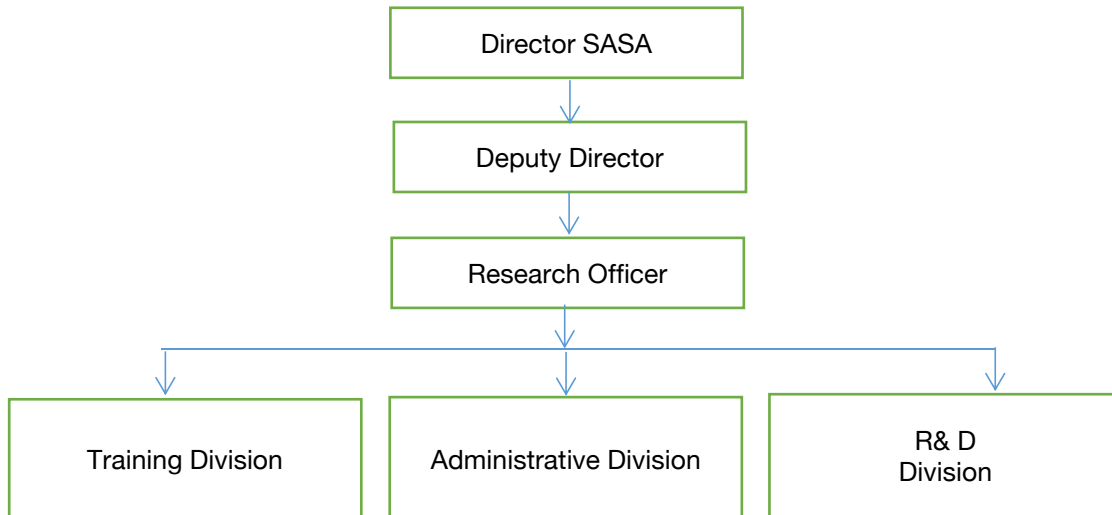 Director SASA
Deputy Director
Research Officer
Training Division
Administrative Division
R& D
Division